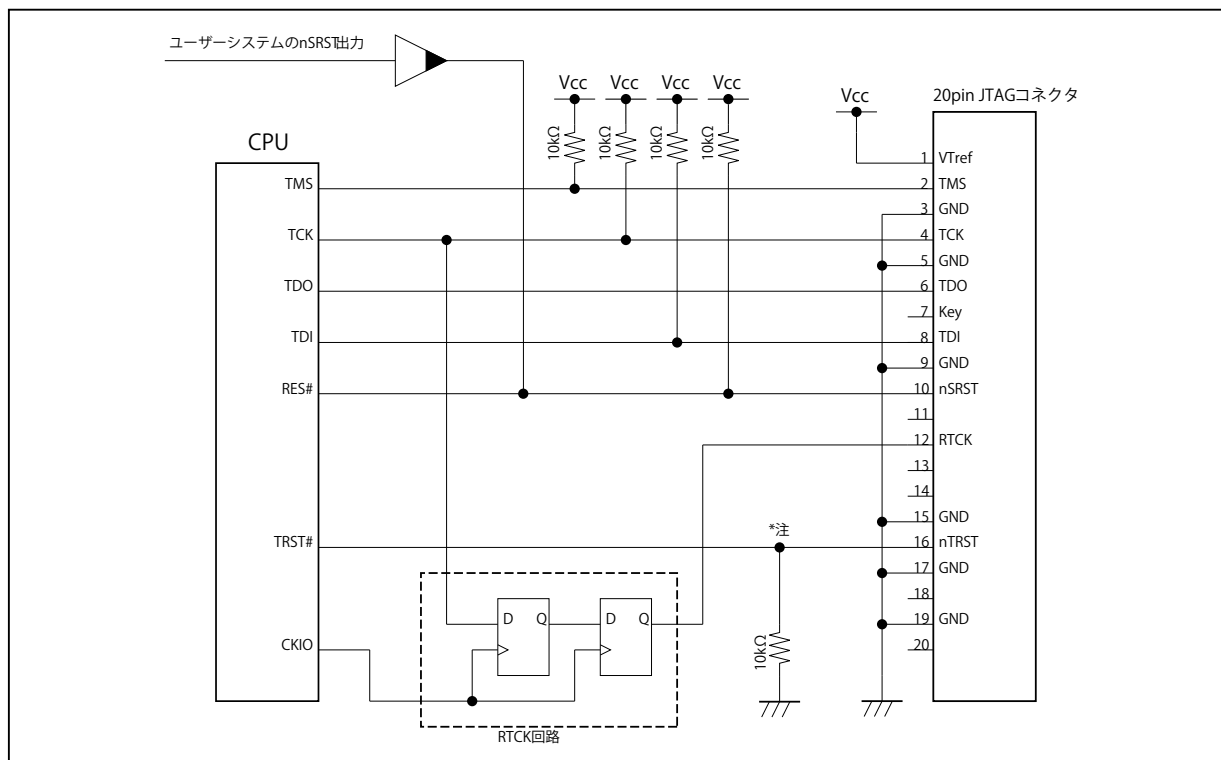 ユーザーシステムのnSRST出力
Vcc Vcc Vcc Vcc
Vcc
20pin JTAGコネクタ
10kΩ 10kΩ 10kΩ 10kΩ
CPU
1 VTref
TMS
2 TMS
3 GND
TCK
4 TCK
5 GND
TDO
6 TDO
7 Key
TDI
8 TDI
9 GND
RES#
10 nSRST
11
12 RTCK
13
14
15 GND
*注
TRST#
16 nTRST
17 GND
18
D Q D Q
19 GND
10kΩ
CKIO
20
RTCK回路